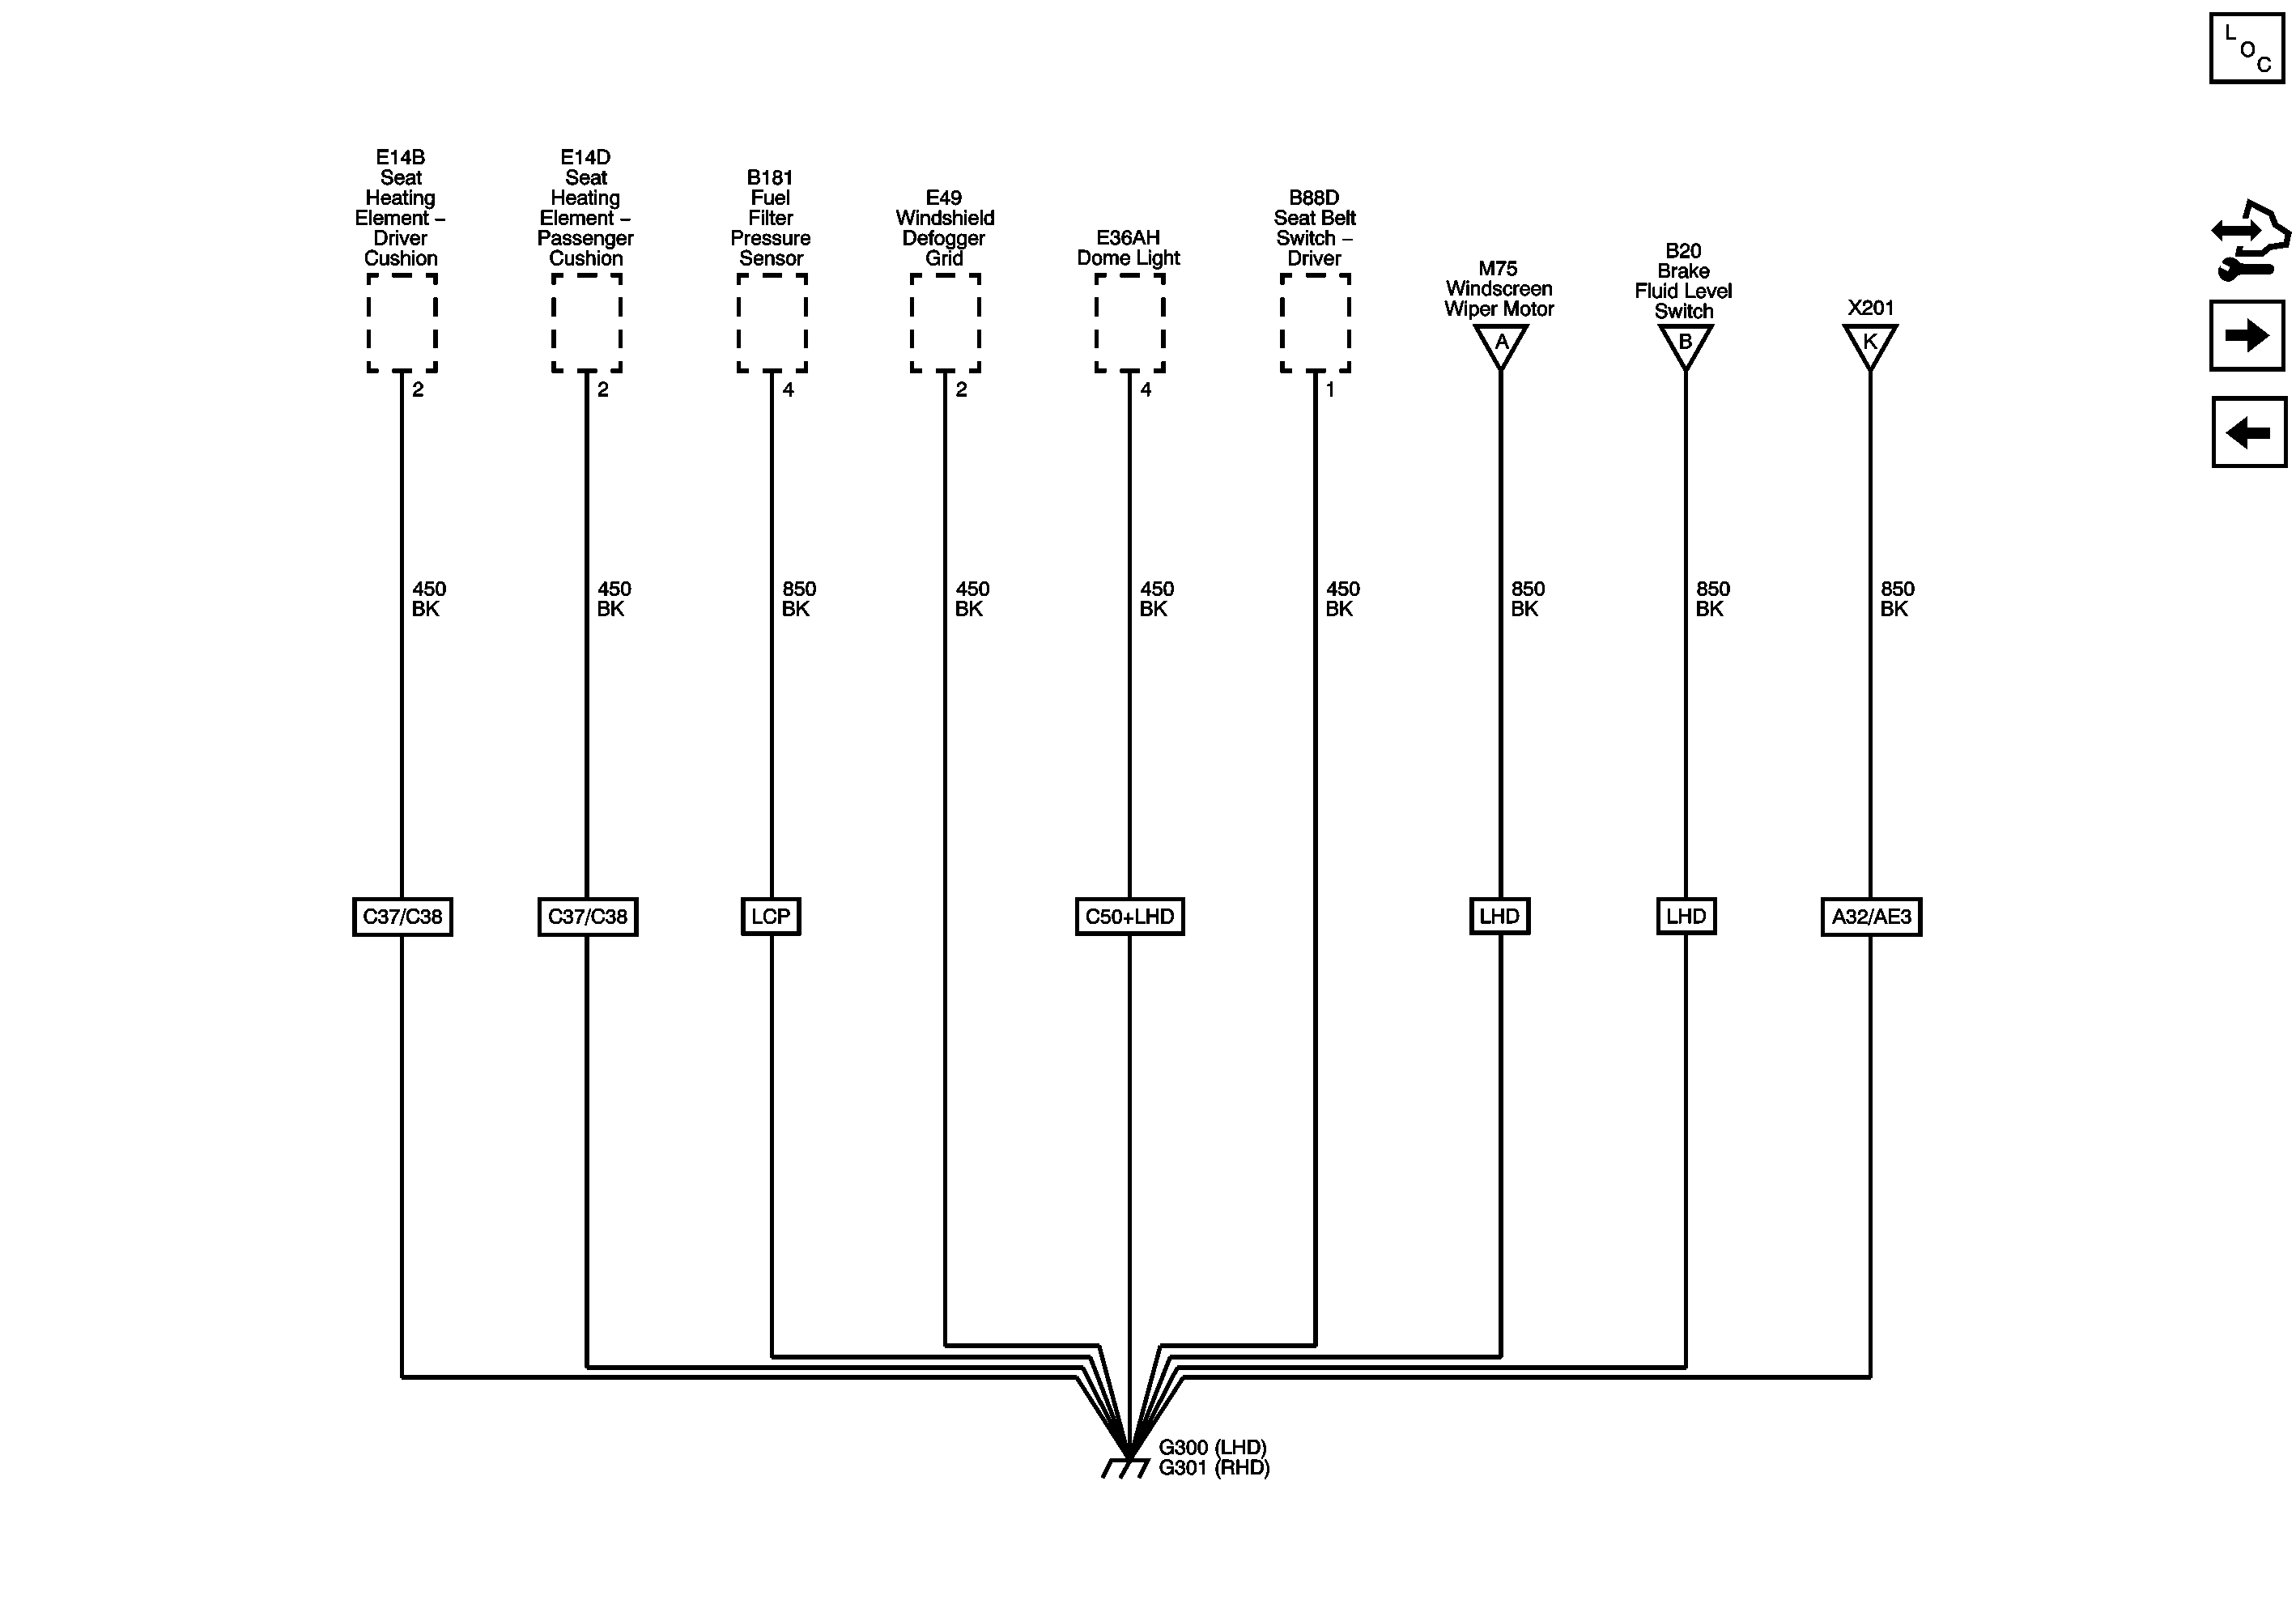 L
O
C
E14B
Seat
Heating
Element –
Driver
Cushion
E14D
Seat
Heating
Element –
Passenger
Cushion
B181
Fuel
Filter
Pressure
Sensor
E49
Windshield
Defogger
Grid
E36AH
Dome Light
B88D
Seat Belt
Switch –
Driver
M75
Windscreen
Wiper Motor
B20
Brake
Fluid Level
Switch
X201
A
B
K
2
2
4
2
4
1
450
BK
450
BK
850
BK
450
BK
450
BK
450
BK
850
BK
850
BK
850
BK
C37/C38
C37/C38
LCP
C50+LHD
LHD
LHD
A32/AE3
G300 (LHD)
G301 (RHD)